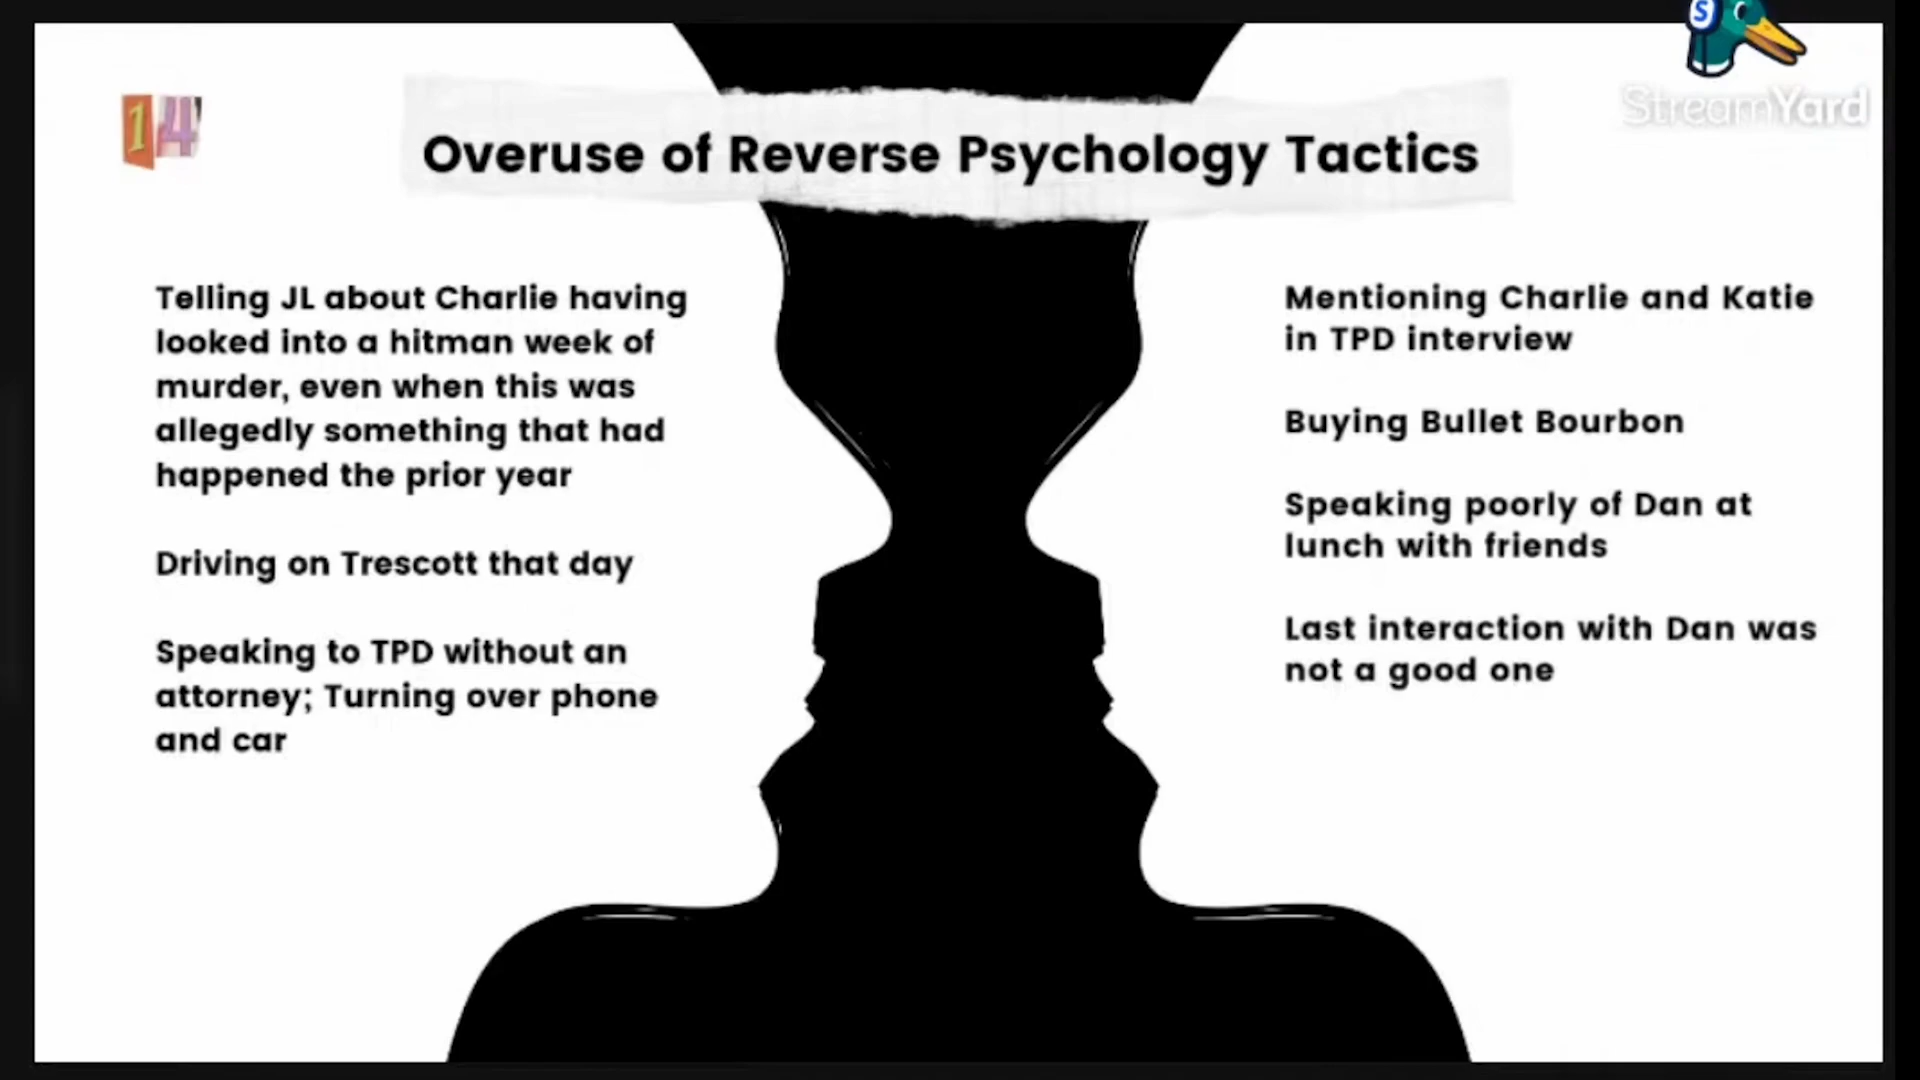 14
Overuse of Reverse Psychology Tactics
StreamYard
Telling JL about Charlie having
looked into a hitman week of
murder, even when this was
allegedly something that had
happened the prior year
Driving on Trescott that day
Speaking to TPD without an
attorney; Turning over phone
and car
Mentioning Charlie and Katie
in TPD interview
Buying Bullet Bourbon
Speaking poorly of Dan at
lunch with friends
Last interaction with Dan was
not a good one